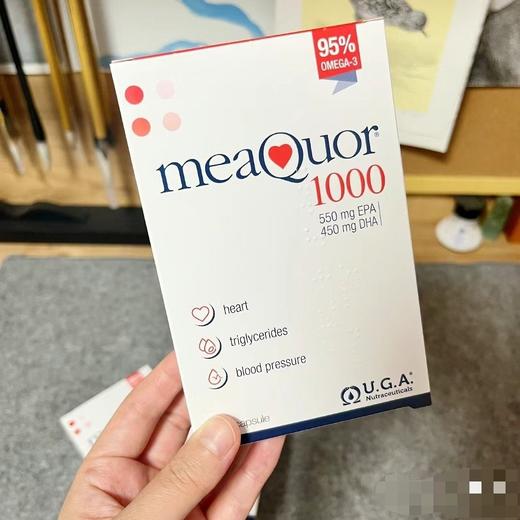 95%
OMEGA-3
meaQuor®
1000
550 mg EPA
450 mg DHA
heart
triglycerides
blood pressure
U.G.A.®
Nutraceuticals